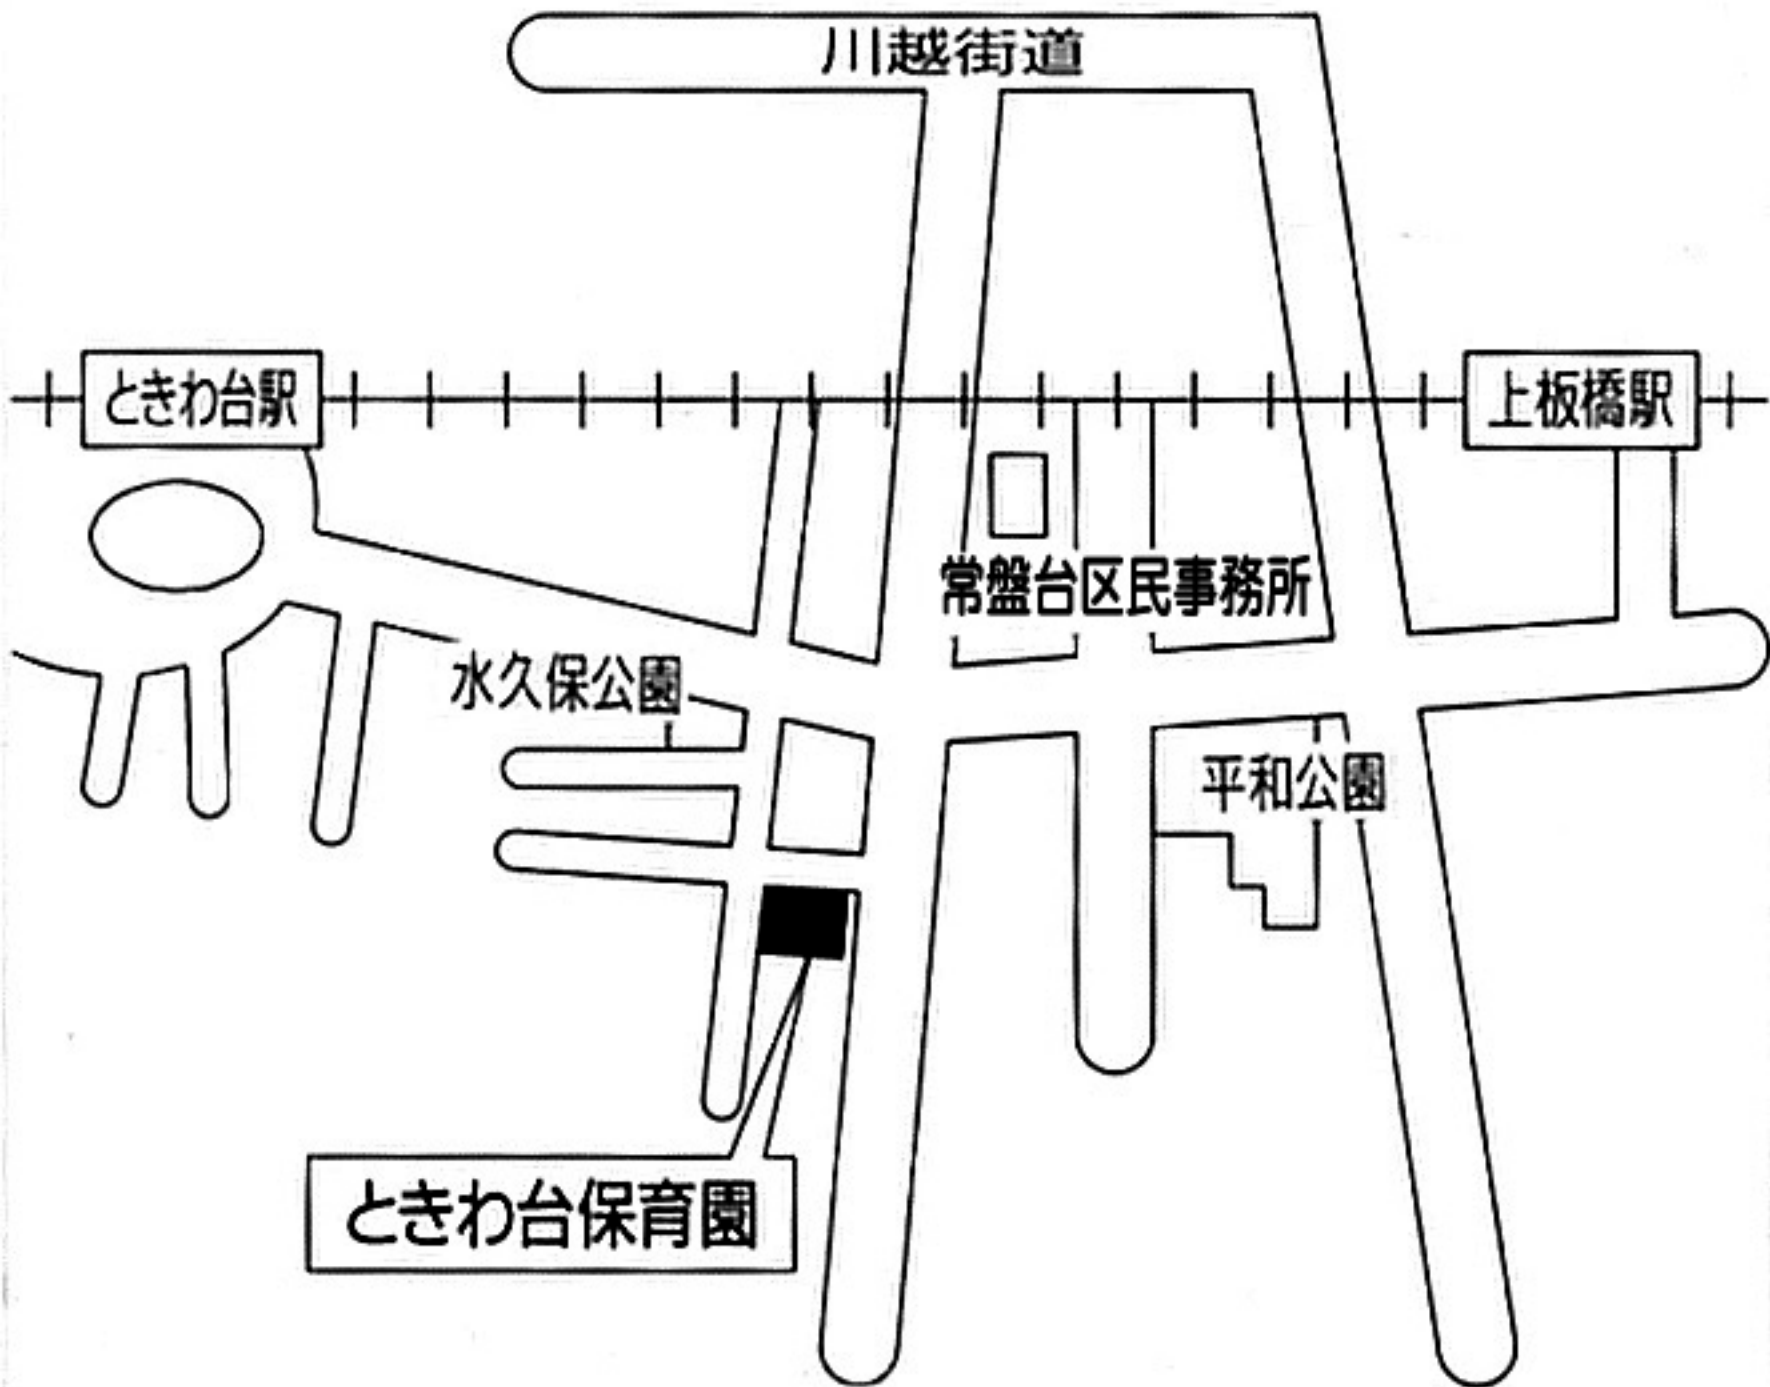 川越街道
ときわ台駅
上板橋駅
常盤台区民事務所
水久保公園
平和公園
ときわ台保育園